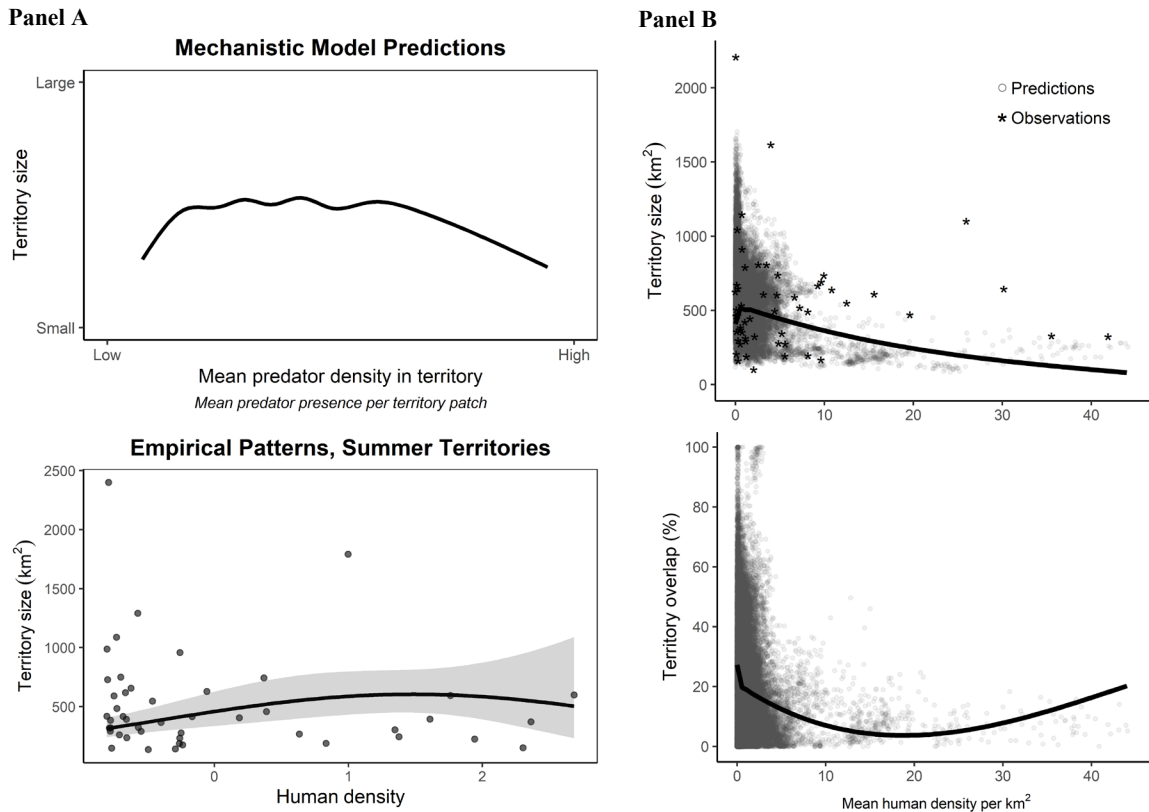 Panel A
Mechanistic Model Predictions
Large
Small
Territory size
Low
High
Mean predator density in territory
Mean predator presence per territory patch
Empirical Patterns, Summer Territories
2500
2000
1500
1000
500
Territory size (km²)
0
1
2
Human density
Panel B
Predictions
* Observations
2000
1500
1000
500
0
Territory size (km²)
0
10
20
30
40
100
80
60
40
20
0
Territory overlap (%)
0
10
20
30
40
Mean human density per km²